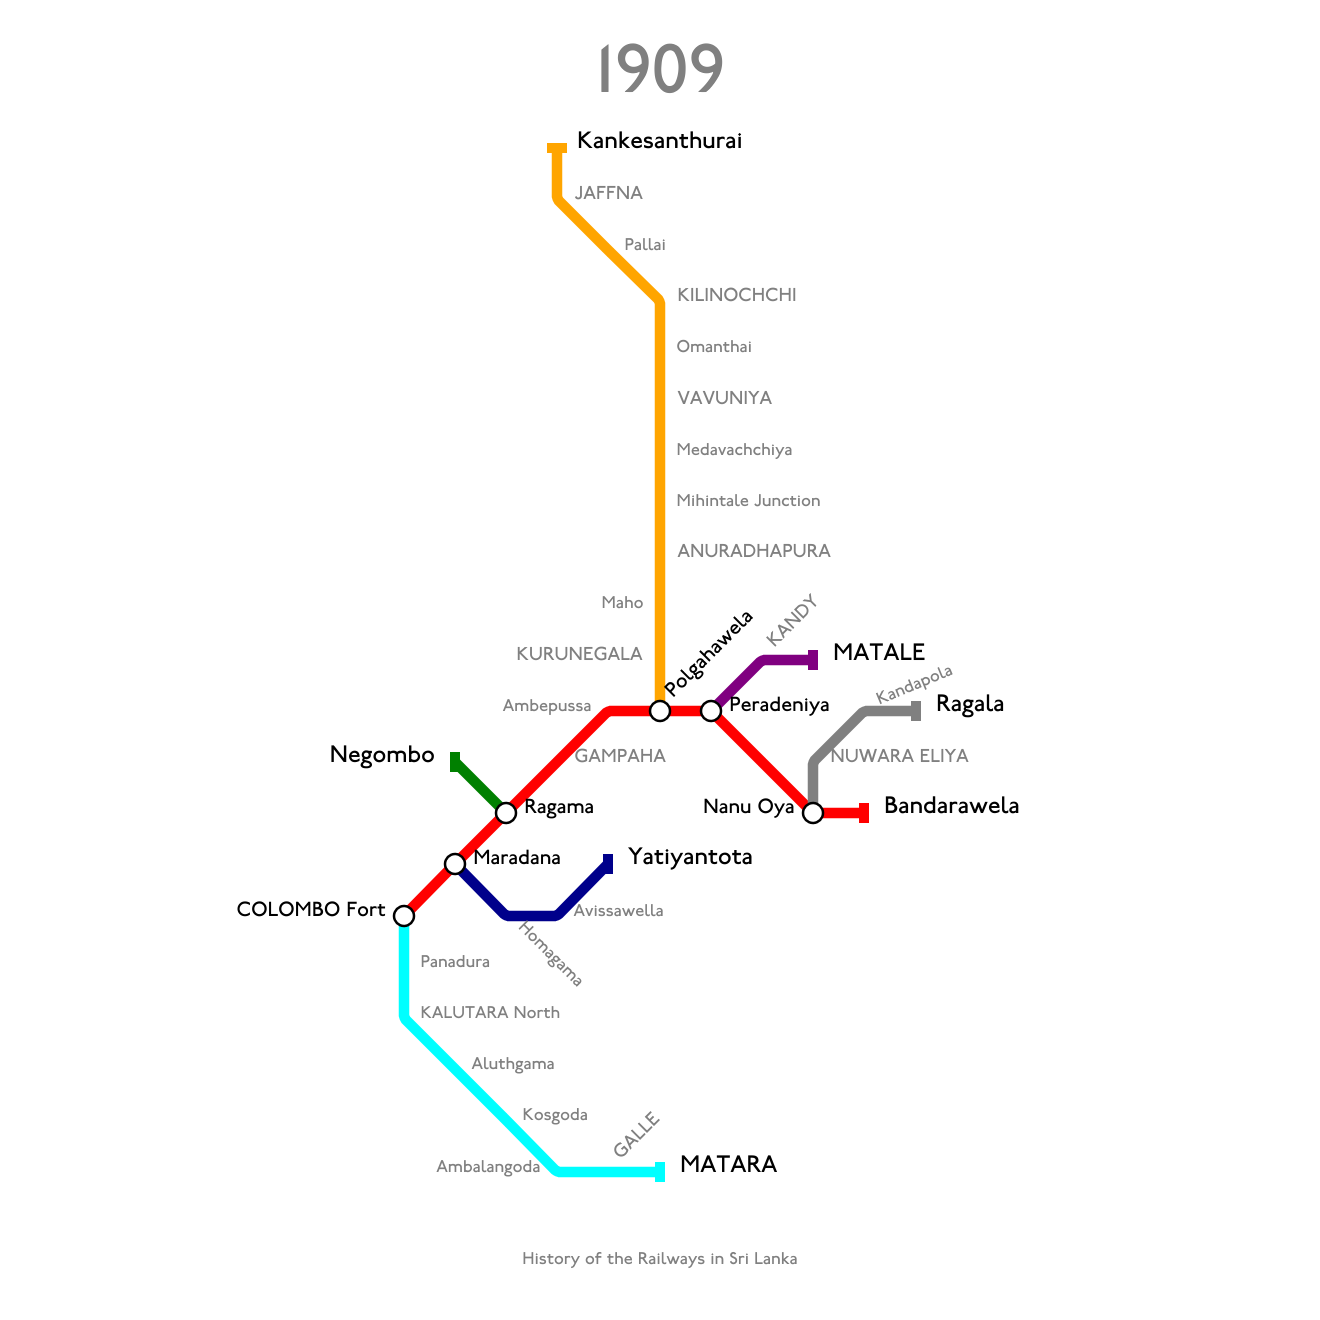 1909
Kankesanthurai
JAFFNA
Pallai
KILINOCHCHI
Omanthai
VAVUNIYA
Medavachchiya
Mihintale Junction
ANURADHAPURA
Maho
KANDY
KURUNEGALA
Polgahawela
MATALE
Kandapola
Ambepussa
Peradeniya
Ragala
Negombo
GAMPAHA
NUWARA ELIYA
Ragama
Nanu Oya
Bandarawela
Maradana
Yatiyantota
COLOMBO Fort
Avissawella
Homagama
Panadura
KALUTARA North
Aluthgama
Kosgoda
GALLE
Ambalangoda
MATARA
History of the Railways in Sri Lanka